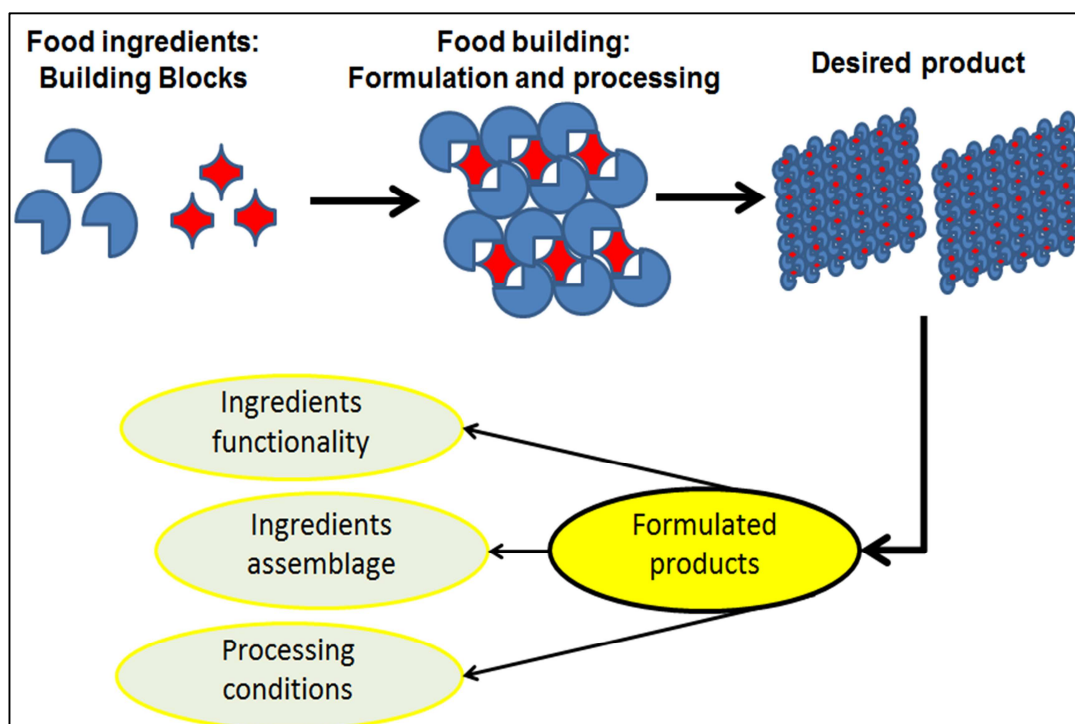 Food ingredients:
Building Blocks
Food building:
Formulation and processing
Desired product
Ingredients
functionality
Ingredients
assemblage
Formulated
products
Processing
conditions